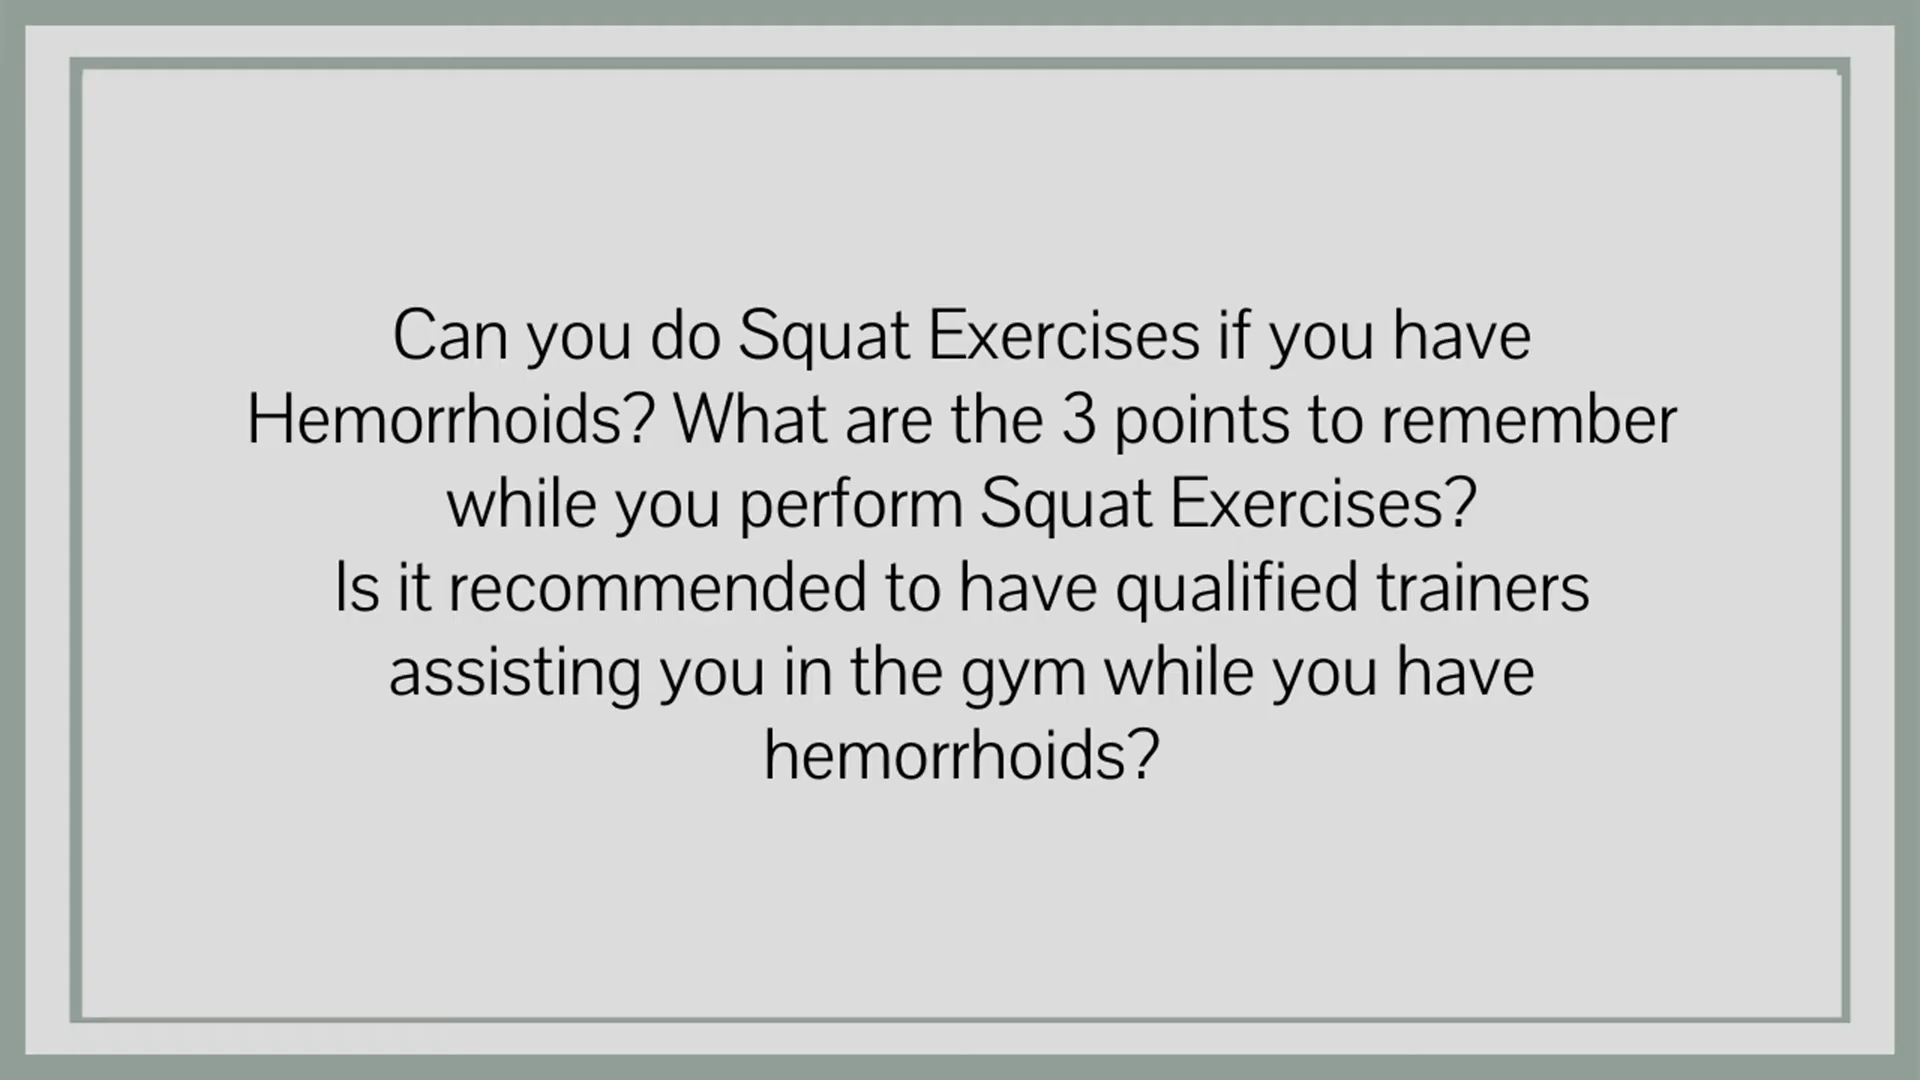 Can you do Squat Exercises if you have
Hemorrhoids? What are the 3 points to remember
while you perform Squat Exercises?
Is it recommended to have qualified trainers
assisting you in the gym while you have
hemorrhoids?